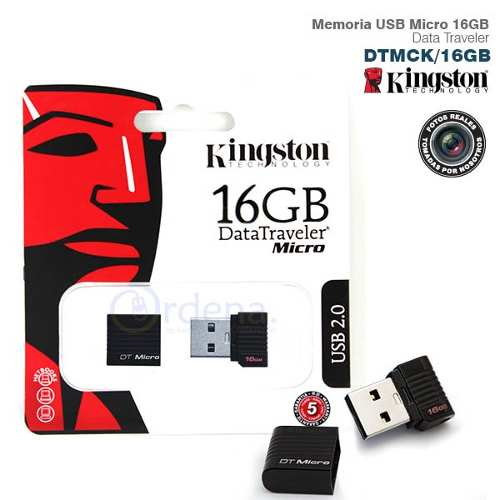 Memoria USB Micro 16GB
Data Traveler
DTMCK/16GB
Kingston
TECHNOLOGY
FOTOS REALES
TOMADAS POR NOSOTROS
Kingston
TECHNOLOGY
16GB
DataTraveler
Micro
Ordena.
DT Micro
16GB
USB 2.0
5
16GB
DT Micro